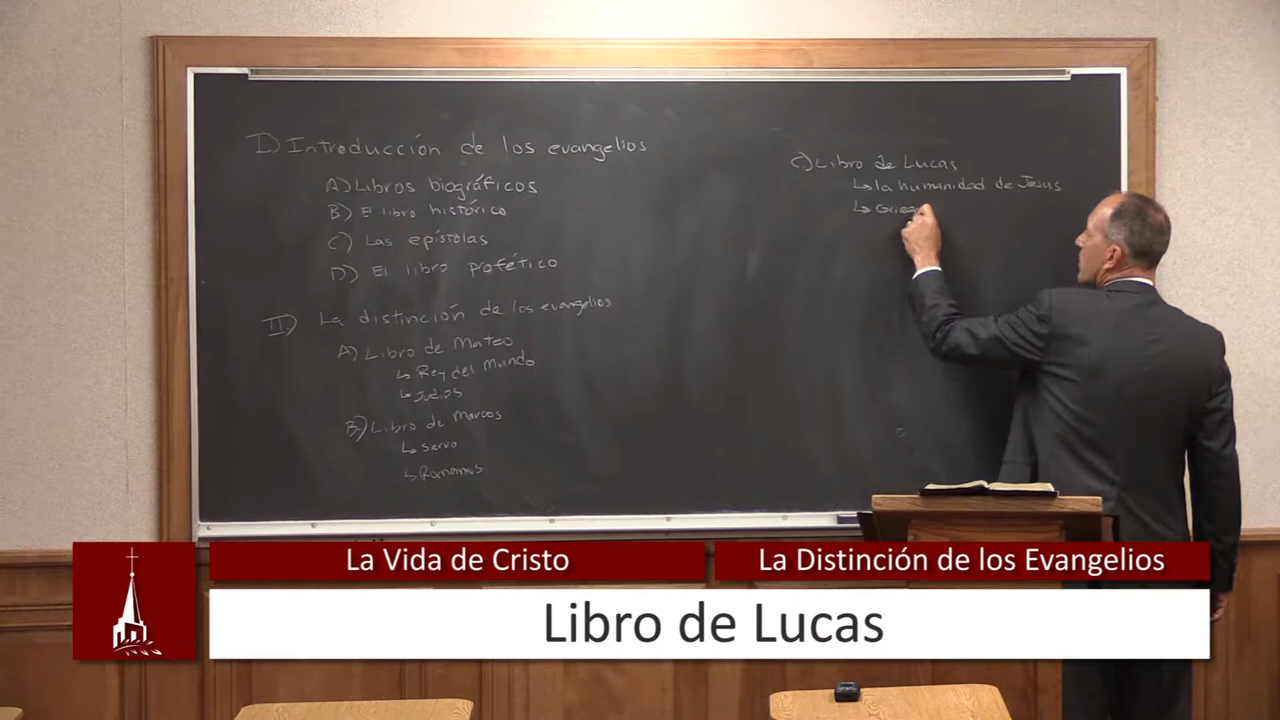 I) Introducción de los evangelios
A) Libros biográficos
B) El libro histórico
C) Las epístolas
D) El libro profético
II) La distinción de los evangelios
A) Libro de Mateo
↳ Rey del Mundo
↳ Judíos
B) Libro de Marcos
↳ siervo
↳ Romanos
C) Libro de Lucas
↳ la humanidad de Jesus
↳ Grieg
La Vida de Cristo
La Distinción de los Evangelios
Libro de Lucas